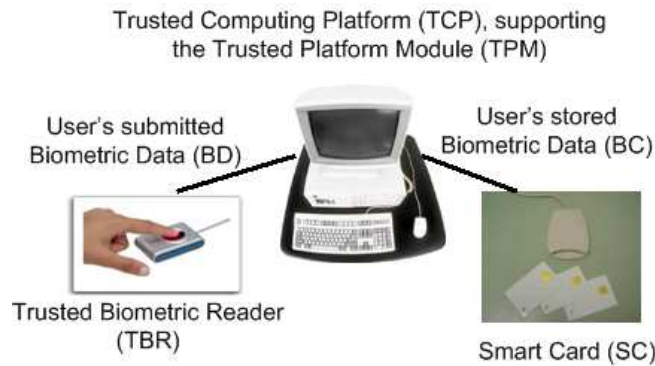 Trusted Computing Platform (TCP), supporting
the Trusted Platform Module (TPM)
User's submitted
Biometric Data (BD)
User's stored
Biometric Data (BC)
Trusted Biometric Reader
(TBR)
Smart Card (SC)